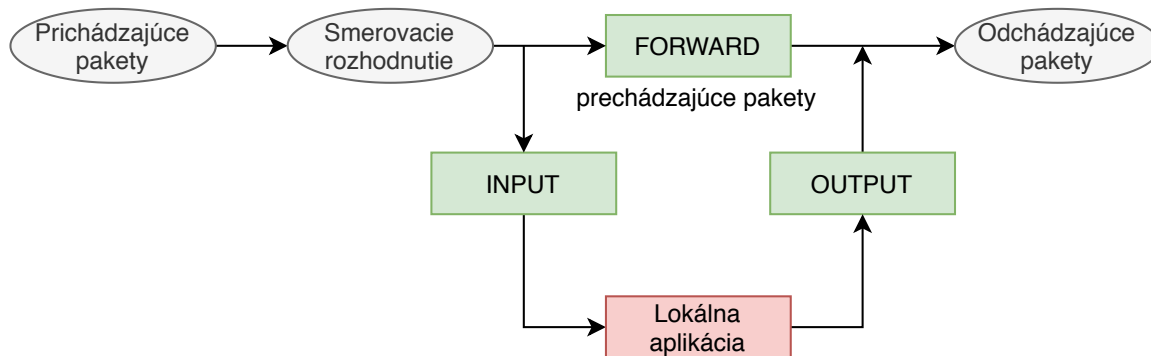 Prichádzajúce
pakety
Smerovacie
rozhodnutie
FORWARD
Odchádzajúce
pakety
prechádzajúce pakety
INPUT
OUTPUT
Lokálna
aplikácia